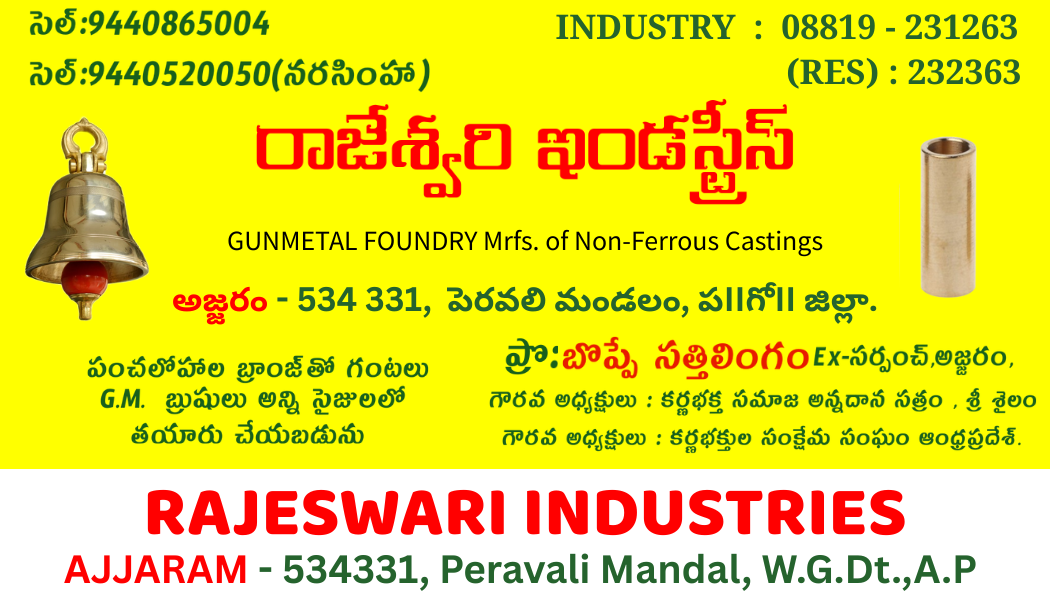 సెల్:9440865004
INDUSTRY : 08819 - 231263
సెల్:9440520050(నరసింహా)
(RES) : 232363
రాజేశ్వరి ఇండస్ట్రీస్
GUNMETAL FOUNDRY Mrfs. of Non-Ferrous Castings
అజ్జరం - 534 331, పెరవలి మండలం, ప॥గో॥ జిల్లా.
ప్రొ:బొప్పే సత్తిలింగం Ex-సర్పంచ్,అజ్జరం,
గౌరవ అధ్యక్షులు : కర్ణభక్త సమాజ అన్నదాన సత్రం , శ్రీ శైలం
గౌరవ అధ్యక్షులు : కర్ణభక్తుల సంక్షేమ సంఘం ఆంధ్రప్రదేశ్.
పంచలోహాల బ్రాంజ్‌తో గంటలు
G.M. బ్రుషులు అన్ని సైజులలో
తయారు చేయబడును
RAJESWARI INDUSTRIES
AJJARAM - 534331, Peravali Mandal, W.G.Dt.,A.P